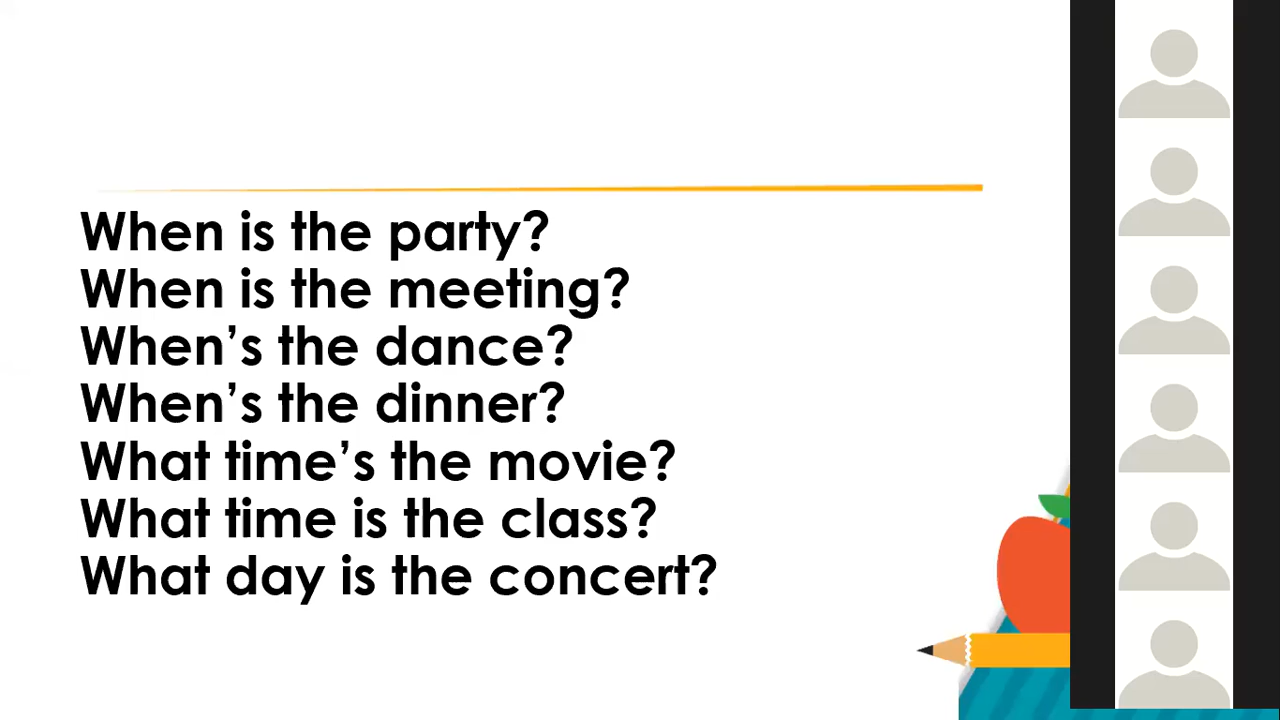 When is the party?
When is the meeting?
When’s the dance?
When’s the dinner?
What time’s the movie?
What time is the class?
What day is the concert?